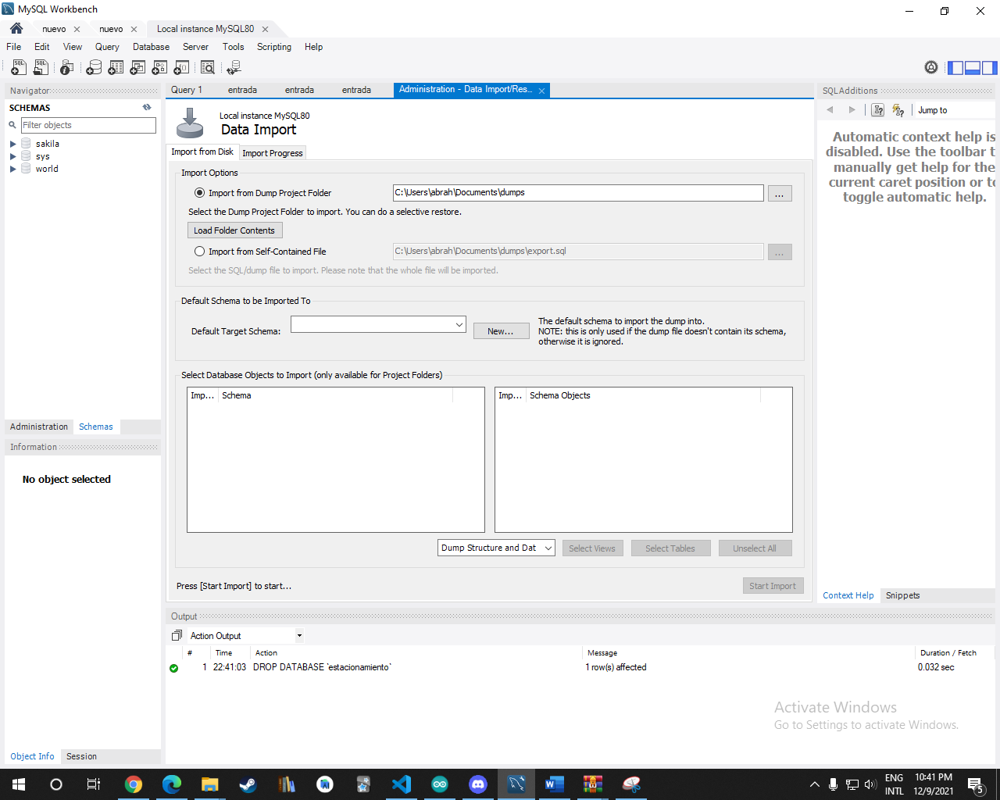 MySQL Workbench
nuevo
nuevo
Local instance MySQL80
File Edit View Query Database Server Tools Scripting Help
Navigator
SCHEMAS
Filter objects
sakila
sys
world
Administration Schemas
Information
No object selected
Object Info Session
Query 1 entrada entrada entrada Administration - Data Import/Res...
Local instance MySQL80
Data Import
Import from Disk Import Progress
Import Options
Import from Dump Project Folder C:\Users\abrah\Documents\dumps ...
Select the Dump Project Folder to import. You can do a selective restore.
Load Folder Contents
Import from Self-Contained File C:\Users\abrah\Documents\dumps\export.sql ...
Select the SQL/dump file to import. Please note that the whole file will be imported.
Default Schema to be Imported To
Default Target Schema: New...
The default schema to import the dump into.
NOTE: this is only used if the dump file doesn't contain its schema,
otherwise it is ignored.
Select Database Objects to Import (only available for Project Folders)
Imp... Schema
Imp... Schema Objects
Dump Structure and Dat Select Views Select Tables Unselect All
Press [Start Import] to start...
Start Import
SQLAdditions
Jump to
Automatic context help is
disabled. Use the toolbar t
manually get help for the
current caret position or to
toggle automatic help.
Context Help Snippets
Output
Action Output
# Time Action Message Duration / Fetch
1 22:41:03 DROP DATABASE `estacionamiento` 1 row(s) affected 0.032 sec
Activate Windows
Go to Settings to activate Windows.
ENG
INTL
10:41 PM
12/9/2021
5